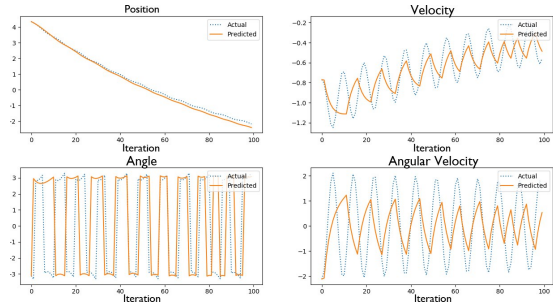 Position
Velocity
4
3
2
1
0
-1
-2
Actual
Predicted
−0.2
−0.4
−0.6
−0.8
−1.0
−1.2
Actual
Predicted
0 20 40 60 80 100
0 20 40 60 80 100
Iteration
Iteration
Angle
Angular Velocity
3
2
1
0
-1
-2
-3
Actual
Predicted
2
1
0
-1
-2
Actual
Predicted
0 20 40 60 80 100
0 20 40 60 80 100
Iteration
Iteration